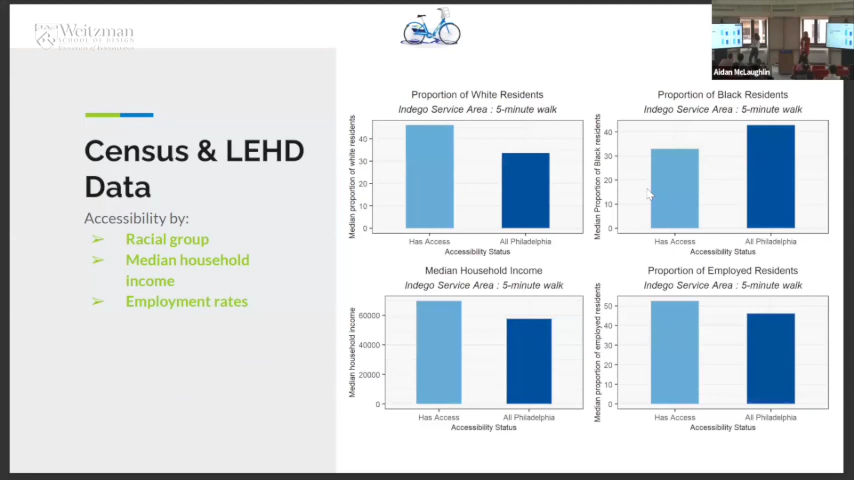 Weitzman
SCHOOL OF DESIGN
Aidan McLaughlin
Census & LEHD
Data
Accessibility by:
➢ Racial group
➢ Median household
income
➢ Employment rates
Proportion of White Residents
Indego Service Area : 5-minute walk
Median proportion of white residents
40
30
20
10
0
Has Access
All Philadelphia
Accessibility Status
Proportion of Black Residents
Indego Service Area : 5-minute walk
Median Proportion of Black residents
40
30
20
10
0
Has Access
All Philadelphia
Accessibility Status
Median Household Income
Indego Service Area : 5-minute walk
Median household income
60000
40000
20000
0
Has Access
All Philadelphia
Accessibility Status
Proportion of Employed Residents
Indego Service Area : 5-minute walk
Median proportion of employed residents
50
40
30
20
10
0
Has Access
All Philadelphia
Accessibility Status